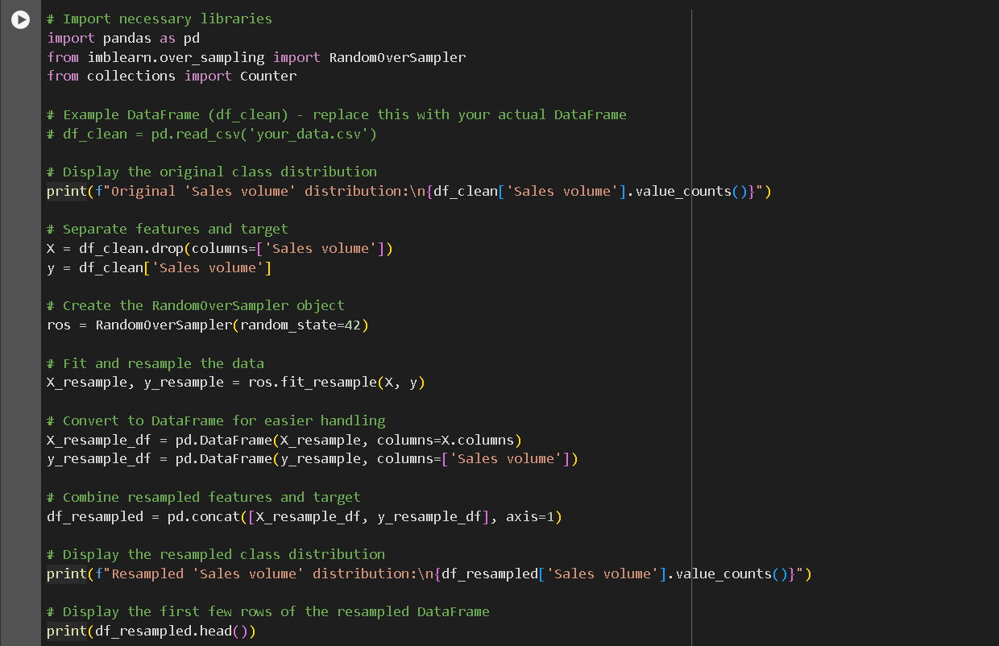 # Import necessary libraries
import pandas as pd
from imblearn.over_sampling import RandomOverSampler
from collections import Counter
# Example DataFrame (df_clean) - replace this with your actual DataFrame
# df_clean = pd.read_csv('your_data.csv')
# Display the original class distribution
print(f"Original 'Sales volume' distribution:\n{df_clean['Sales volume'].value_counts()}")
# Separate features and target
X = df_clean.drop(columns=['Sales volume'])
y = df_clean['Sales volume']
# Create the RandomOverSampler object
ros = RandomOverSampler(random_state=42)
# Fit and resample the data
X_resample, y_resample = ros.fit_resample(X, y)
# Convert to DataFrame for easier handling
X_resample_df = pd.DataFrame(X_resample, columns=X.columns)
y_resample_df = pd.DataFrame(y_resample, columns=['Sales volume'])
# Combine resampled features and target
df_resampled = pd.concat([X_resample_df, y_resample_df], axis=1)
# Display the resampled class distribution
print(f"Resampled 'Sales volume' distribution:\n{df_resampled['Sales volume'].value_counts()}")
# Display the first few rows of the resampled DataFrame
print(df_resampled.head())